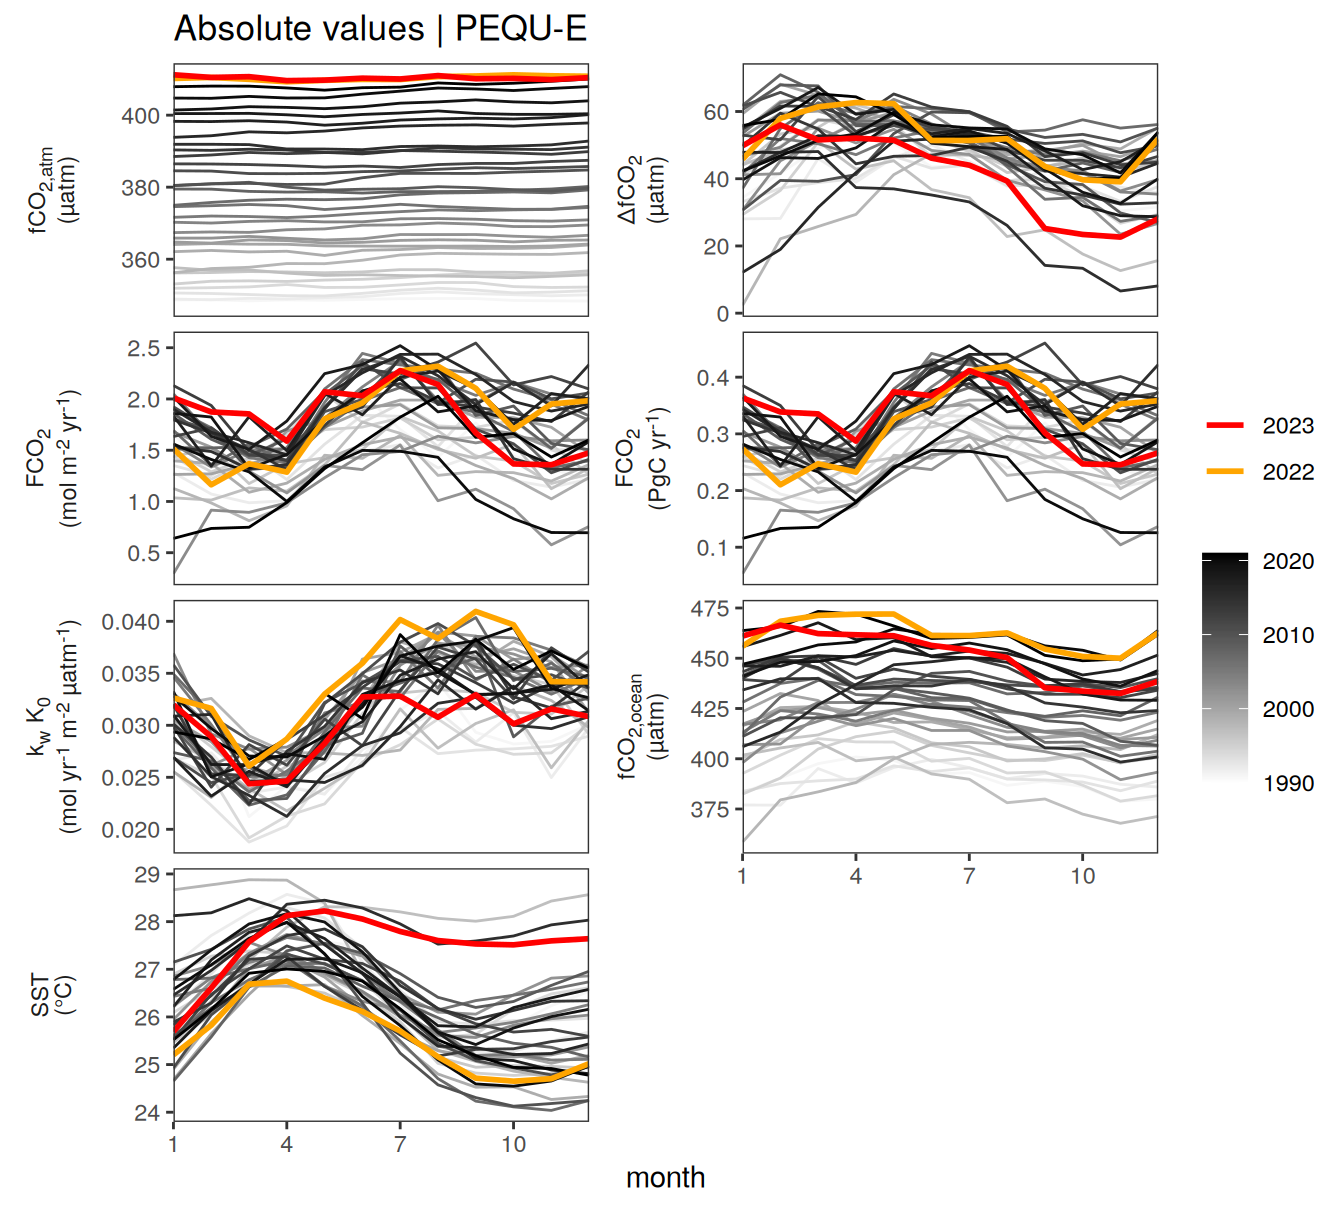 Absolute values | PEQU-E
fCO2,atm
(µatm)
400
380
360
ΔfCO2
(µatm)
60
40
20
0
FCO2
(mol m-2 yr-1)
2.5
2.0
1.5
1.0
0.5
FCO2
(PgC yr-1)
0.4
0.3
0.2
0.1
kw K0
(mol yr-1 m-2 µatm-1)
0.040
0.035
0.030
0.025
0.020
fCO2,ocean
(µatm)
475
450
425
400
375
1 4 7 10
SST
(°C)
29
28
27
26
25
24
1 4 7 10
month
2023
2022
2020
2010
2000
1990